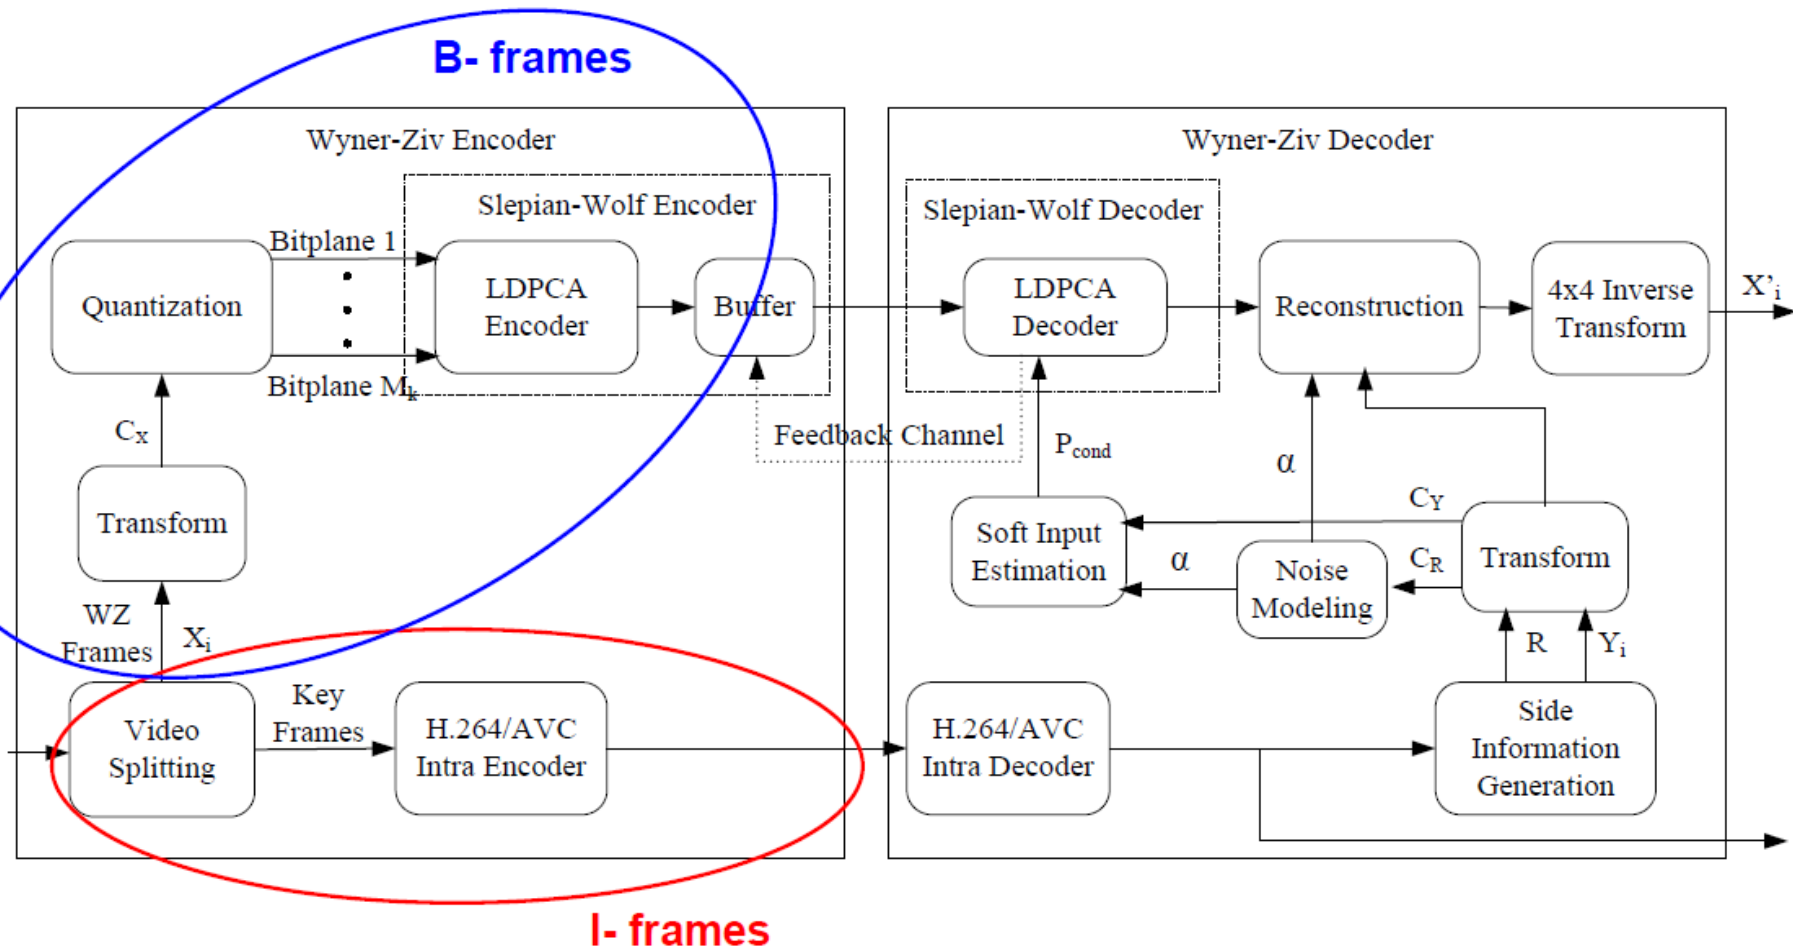 B- frames
Wyner-Ziv Encoder
Wyner-Ziv Decoder
Slepian-Wolf Encoder
Slepian-Wolf Decoder
Bitplane 1
Quantization
LDPCA
Encoder
Buffer
LDPCA
Decoder
Reconstruction
4x4 Inverse
Transform
X'i
Bitplane Mk
Cx
Feedback Channel
Pcond
α
CY
Transform
Soft Input
Estimation
α
Noise
Modeling
CR
Transform
WZ
Frames
Xi
R
Yi
Video
Splitting
Key
Frames
H.264/AVC
Intra Encoder
H.264/AVC
Intra Decoder
Side
Information
Generation
I- frames